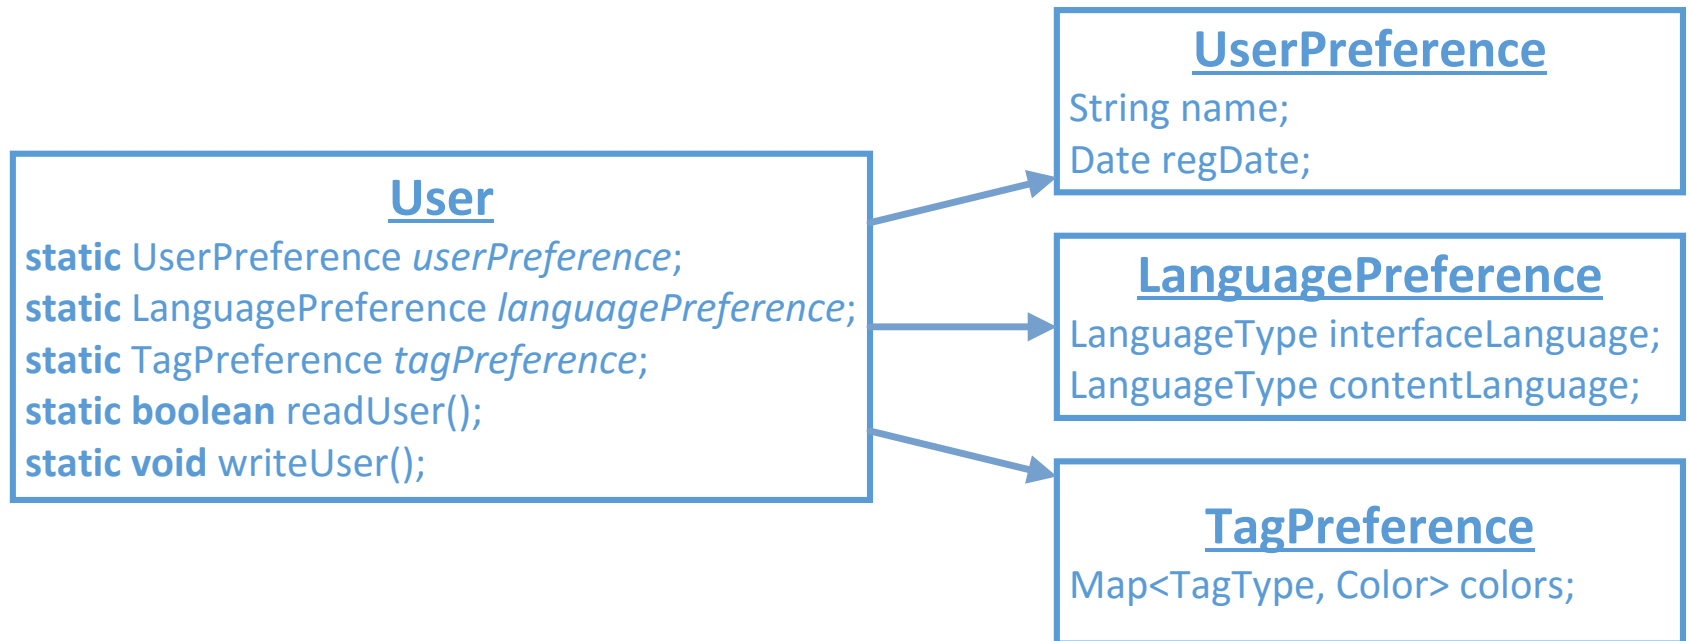 User
static UserPreference userPreference;
static LanguagePreference languagePreference;
static TagPreference tagPreference;
static boolean readUser();
static void writeUser();
UserPreference
String name;
Date regDate;
LanguagePreference
LanguageType interfaceLanguage;
LanguageType contentLanguage;
TagPreference
Map<TagType, Color> colors;